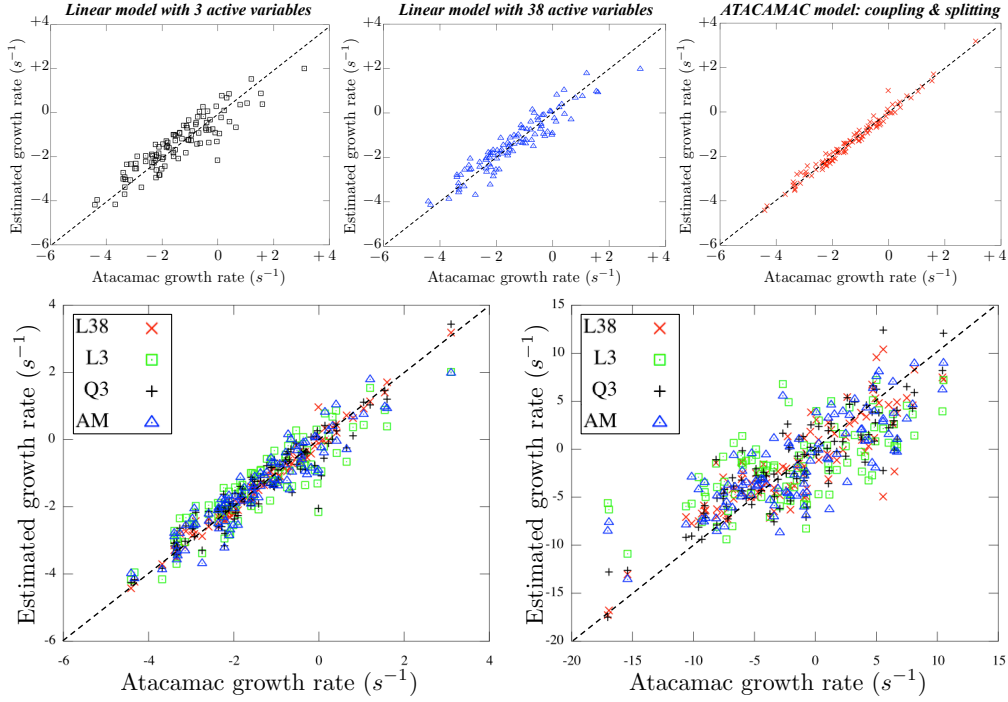 Linear model with 3 active variables
Linear model with 38 active variables
ATACAMAC model: coupling & splitting
Estimated growth rate (s⁻¹)
+2
0
−2
−4
−6
−4 −2 0 +2 +4
Atacamac growth rate (s⁻¹)
Estimated growth rate (s⁻¹)
+2
0
−2
−4
−6
−4 −2 0 +2 +4
Atacamac growth rate (s⁻¹)
Estimated growth rate (s⁻¹)
+2
0
−2
−4
−6
−4 −2 0 +2 +4
Atacamac growth rate (s⁻¹)
Estimated growth rate (s⁻¹)
4
2
0
-2
-4
-6
L38
L3
Q3
AM
-6 -4 -2 0 2 4
Atacamac growth rate (s⁻¹)
Estimated growth rate (s⁻¹)
15
10
5
0
-5
-10
-15
-20
L38
L3
Q3
AM
-20 -15 -10 -5 0 5 10 15
Atacamac growth rate (s⁻¹)